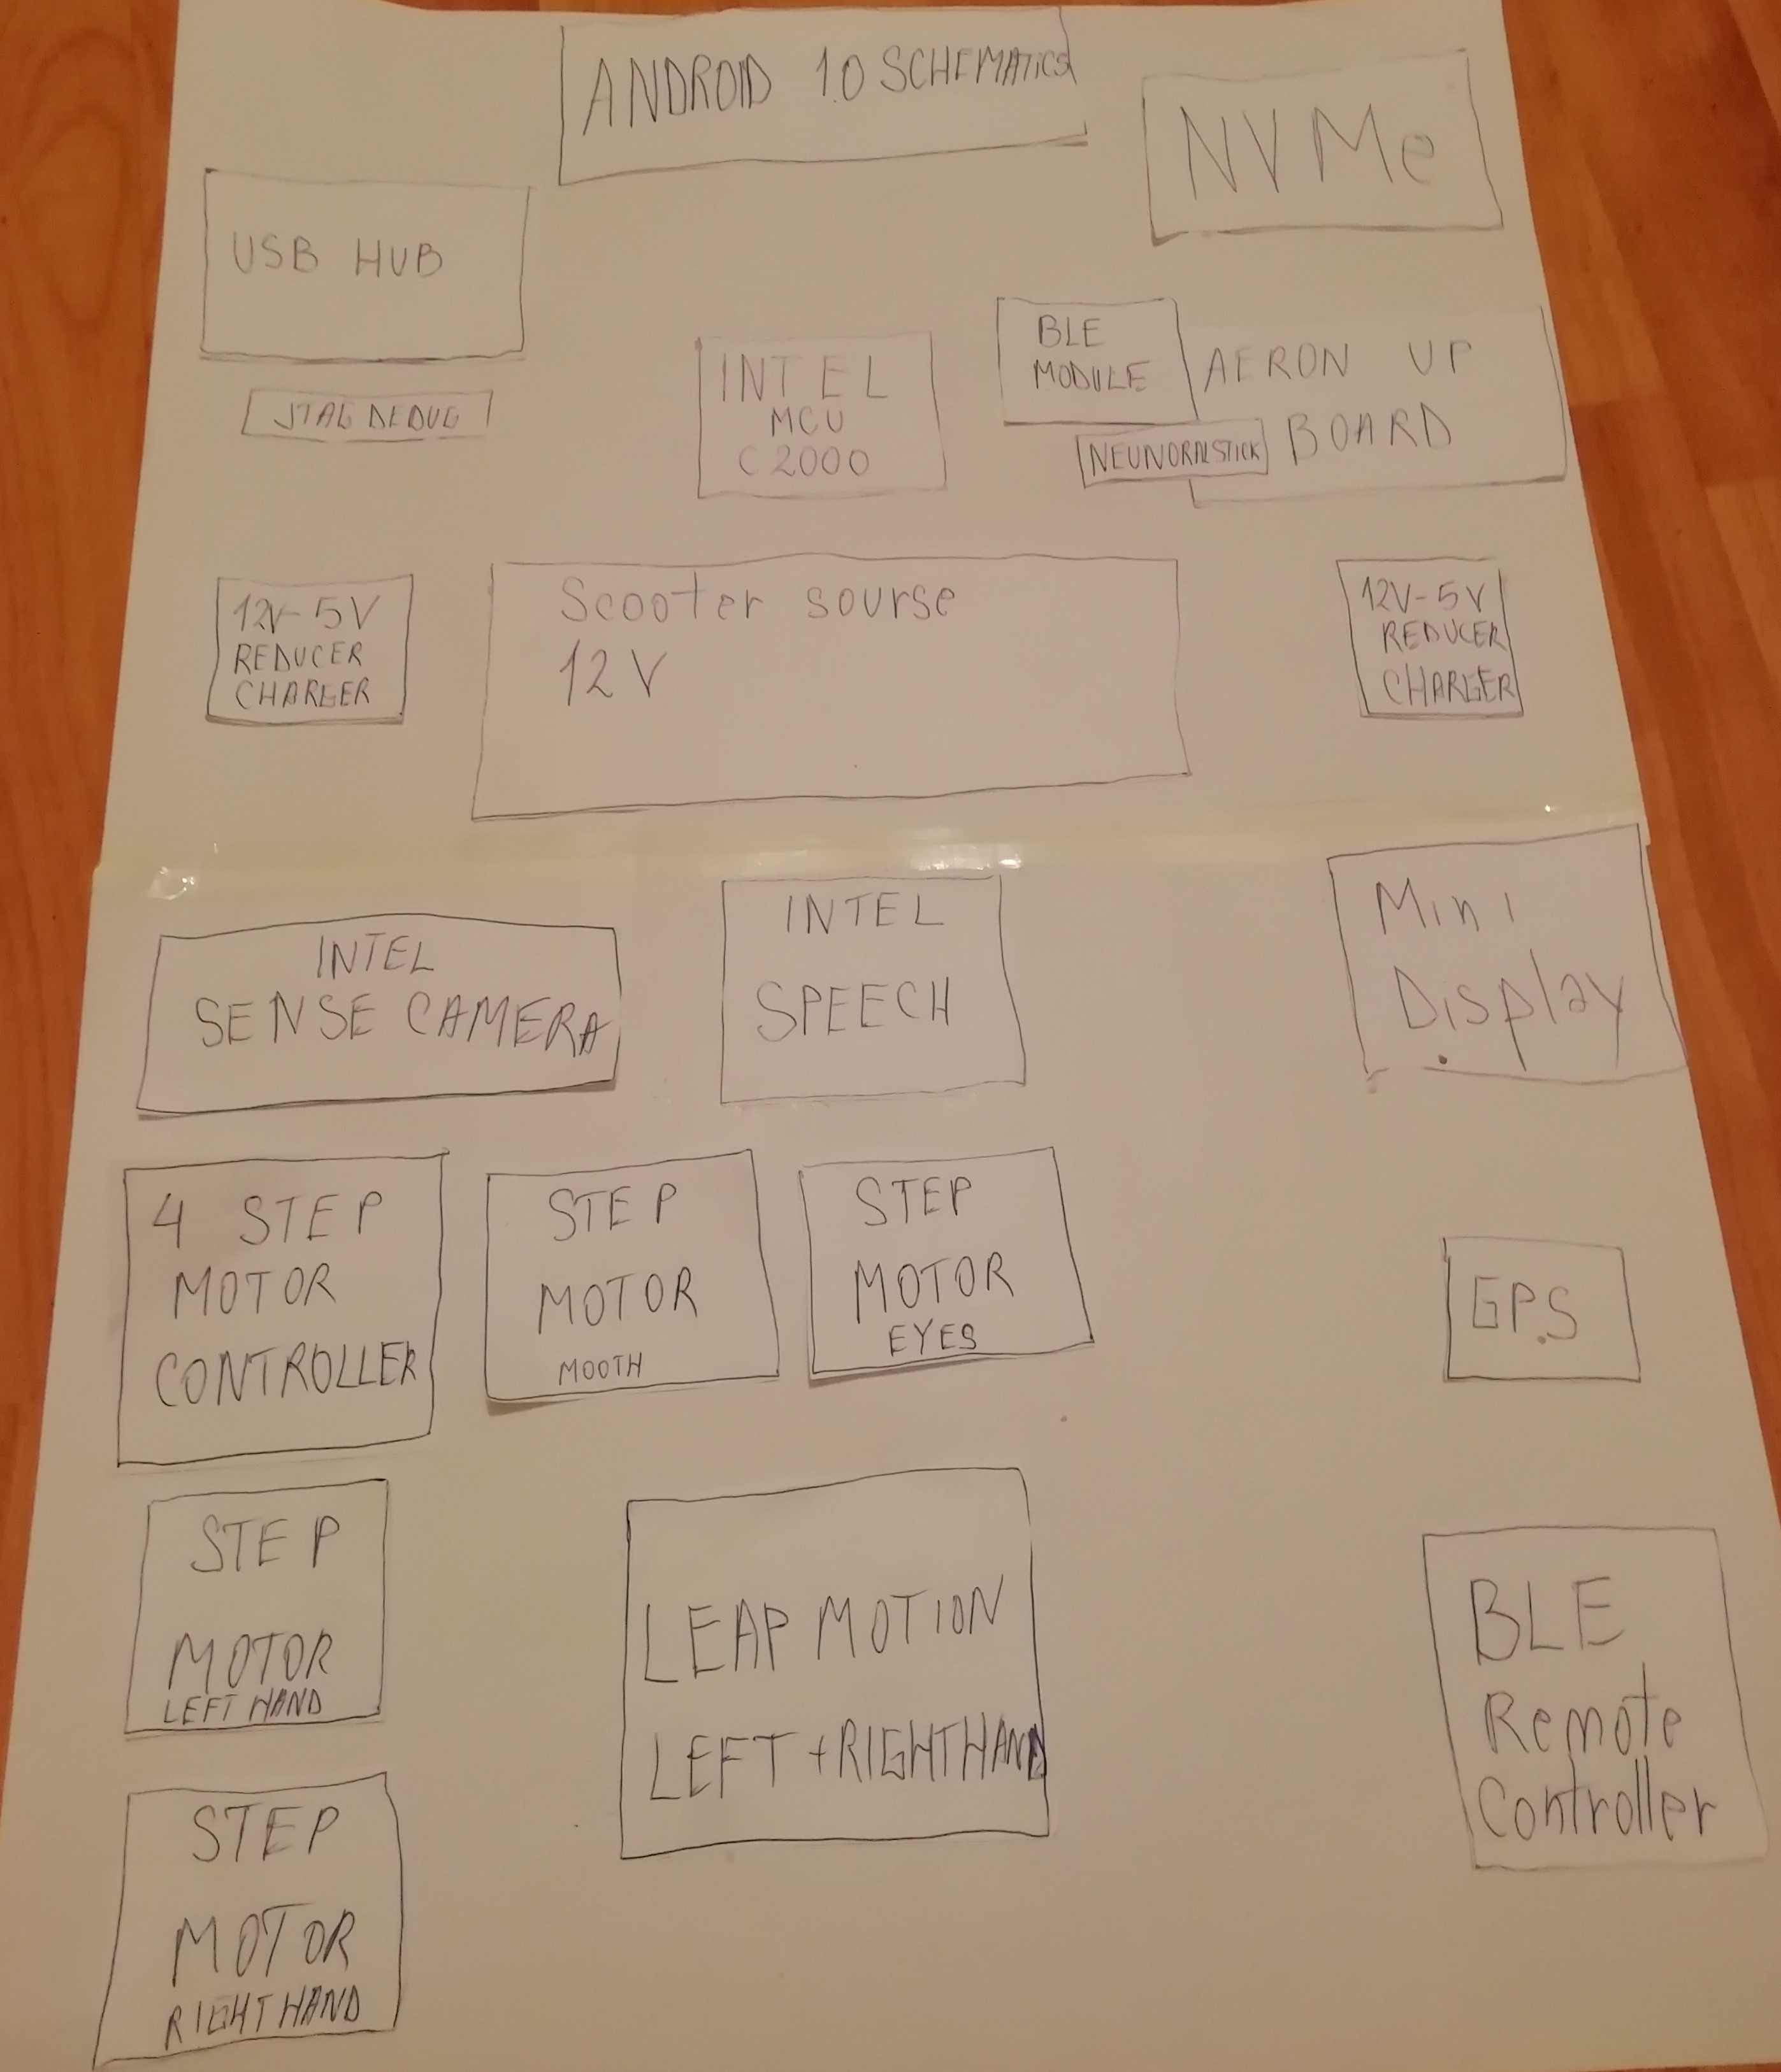 ANDROID 1.0 SCHEMATICS
NVMe
USB HUB
JTAG DEDUG
INTEL
MCU
C2000
BLE
MODULE
AERON UP
BOARD
NEUNORALSTICK
12V-5V
REDUCER
CHARGER
Scooter sourse
12V
12V-5V
REDUCER
CHARGER
INTEL
SENSE CAMERA
INTEL
SPEECH
Mini
Display
4 STEP
MOTOR
CONTROLLER
STEP
MOTOR
MOOTH
STEP
MOTOR
EYES
GPS
STEP
MOTOR
LEFT HAND
LEAP MOTION
LEFT + RIGHT HAND
BLE
Remote
Controller
STEP
MOTOR
RIGHT HAND